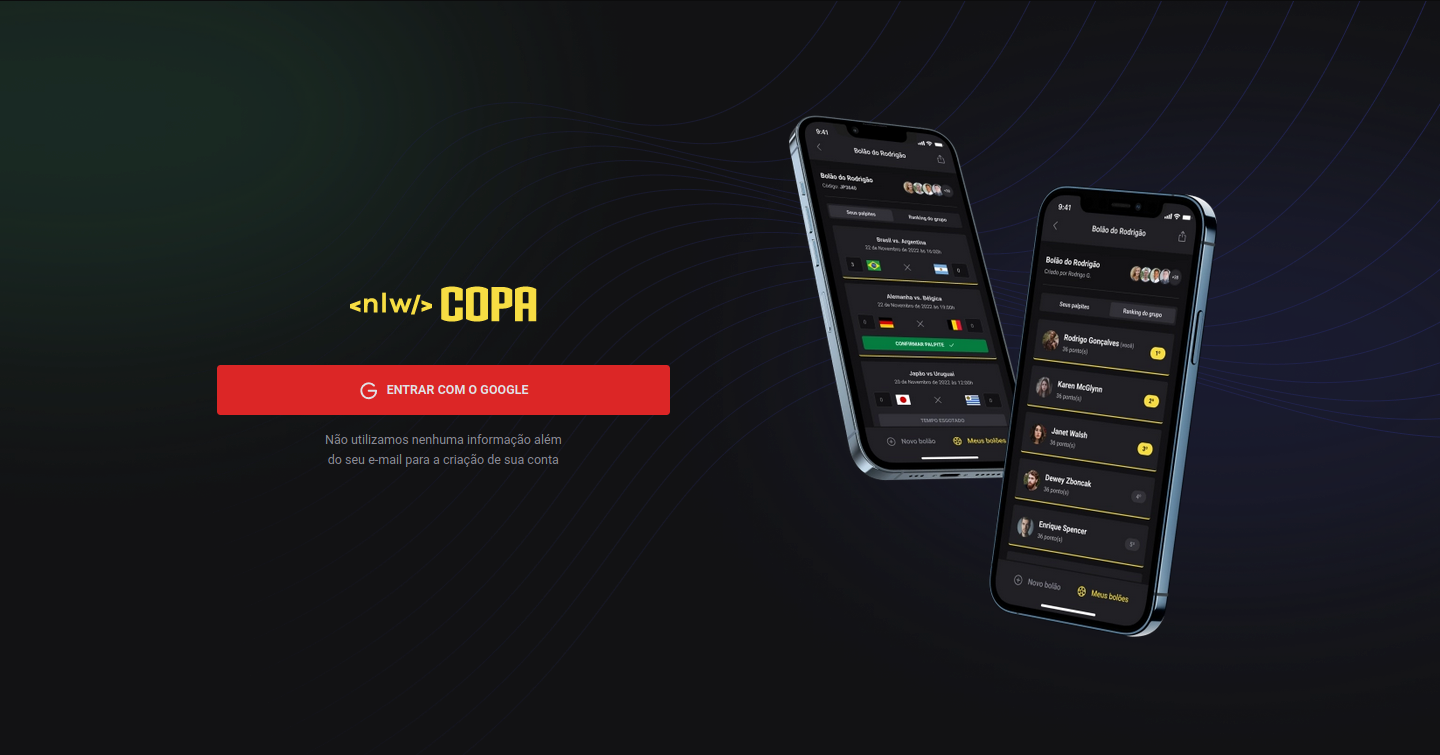 <nlw/> COPA
ENTRAR COM O GOOGLE
Não utilizamos nenhuma informação além
do seu e-mail para a criação de sua conta
9:41
Bolão do Rodrigão
Bolão do Rodrigão
Código: JP3640
Seus palpites
Ranking do grupo
Brasil vs. Argentina
22 de Novembro de 2022 às 16:00h
Alemanha vs. Bélgica
22 de Novembro de 2022 às 19:00h
CONFIRMAR PALPITE
Japão vs Uruguai
25 de Novembro de 2022 às 12:00h
TEMPO ESGOTADO
Novo bolão
Meus bolões
9:41
Bolão do Rodrigão
Bolão do Rodrigão
Criado por Rodrigo G.
Seus palpites
Ranking do grupo
Rodrigo Gonçalves (você)
36 ponto(s)
1º
Karen McGlynn
36 ponto(s)
2º
Janet Walsh
36 ponto(s)
3º
Dewey Zboncak
36 ponto(s)
4º
Enrique Spencer
36 ponto(s)
5º
Novo bolão
Meus bolões